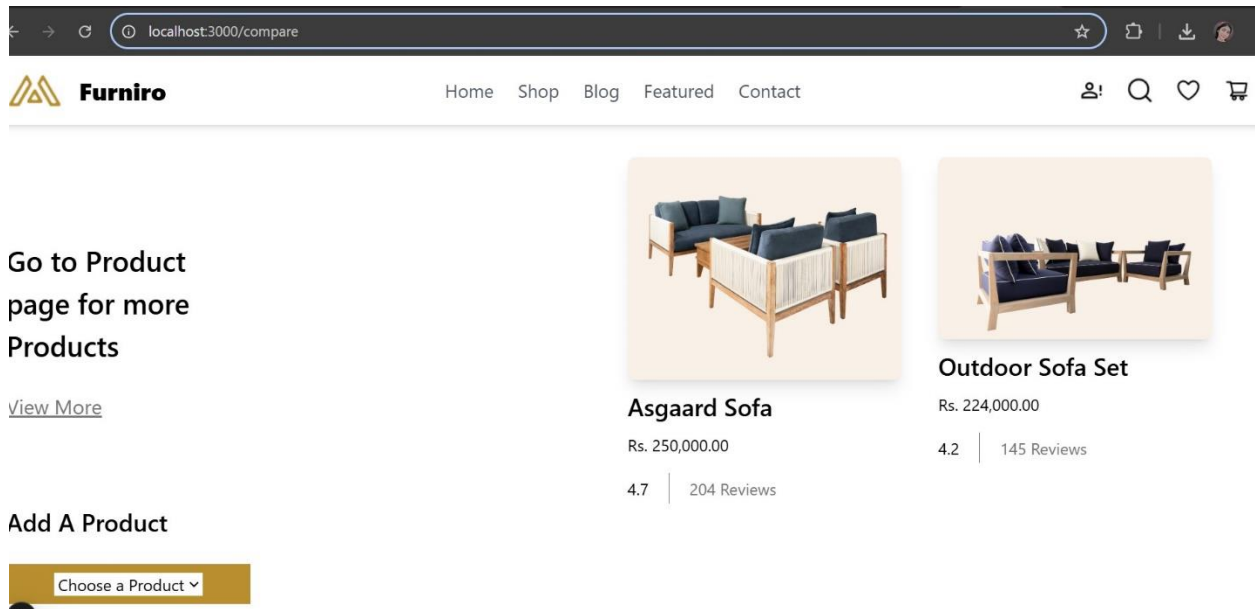 localhost:3000/compare
Furniro
Home Shop Blog Featured Contact
Go to Product
page for more
Products
View More
Asgaard Sofa
Rs. 250,000.00
4.7 204 Reviews
Outdoor Sofa Set
Rs. 224,000.00
4.2 145 Reviews
Add A Product
Choose a Product